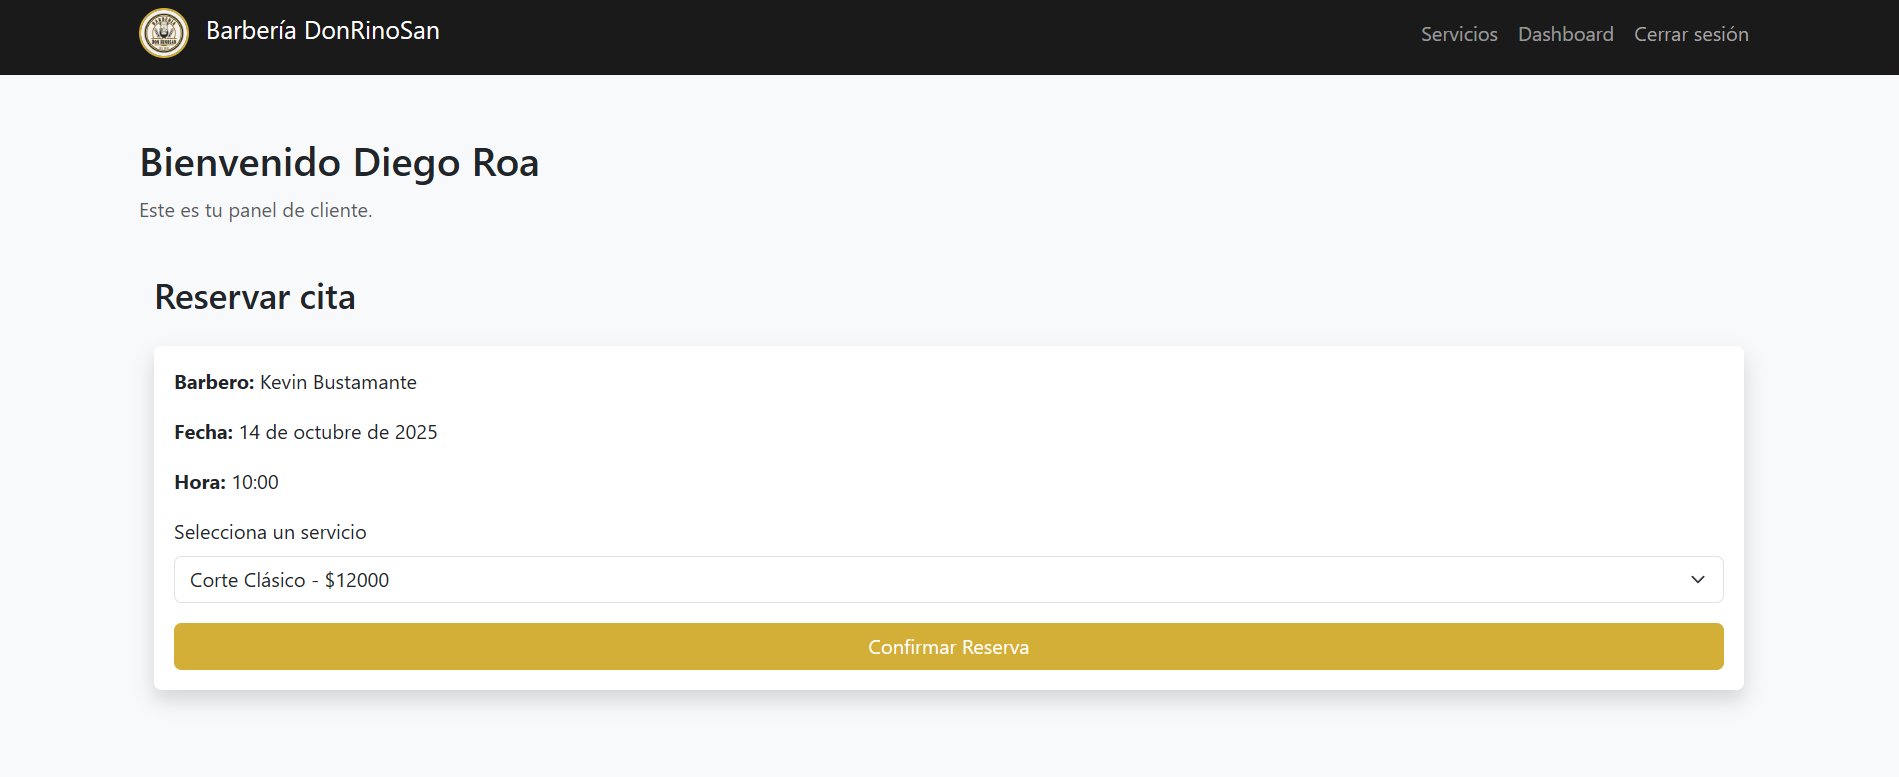 Barbería DonRinoSan
Servicios Dashboard Cerrar sesión
Bienvenido Diego Roa
Este es tu panel de cliente.
Reservar cita
Barbero: Kevin Bustamante
Fecha: 14 de octubre de 2025
Hora: 10:00
Selecciona un servicio
Corte Clásico - $12000
Confirmar Reserva